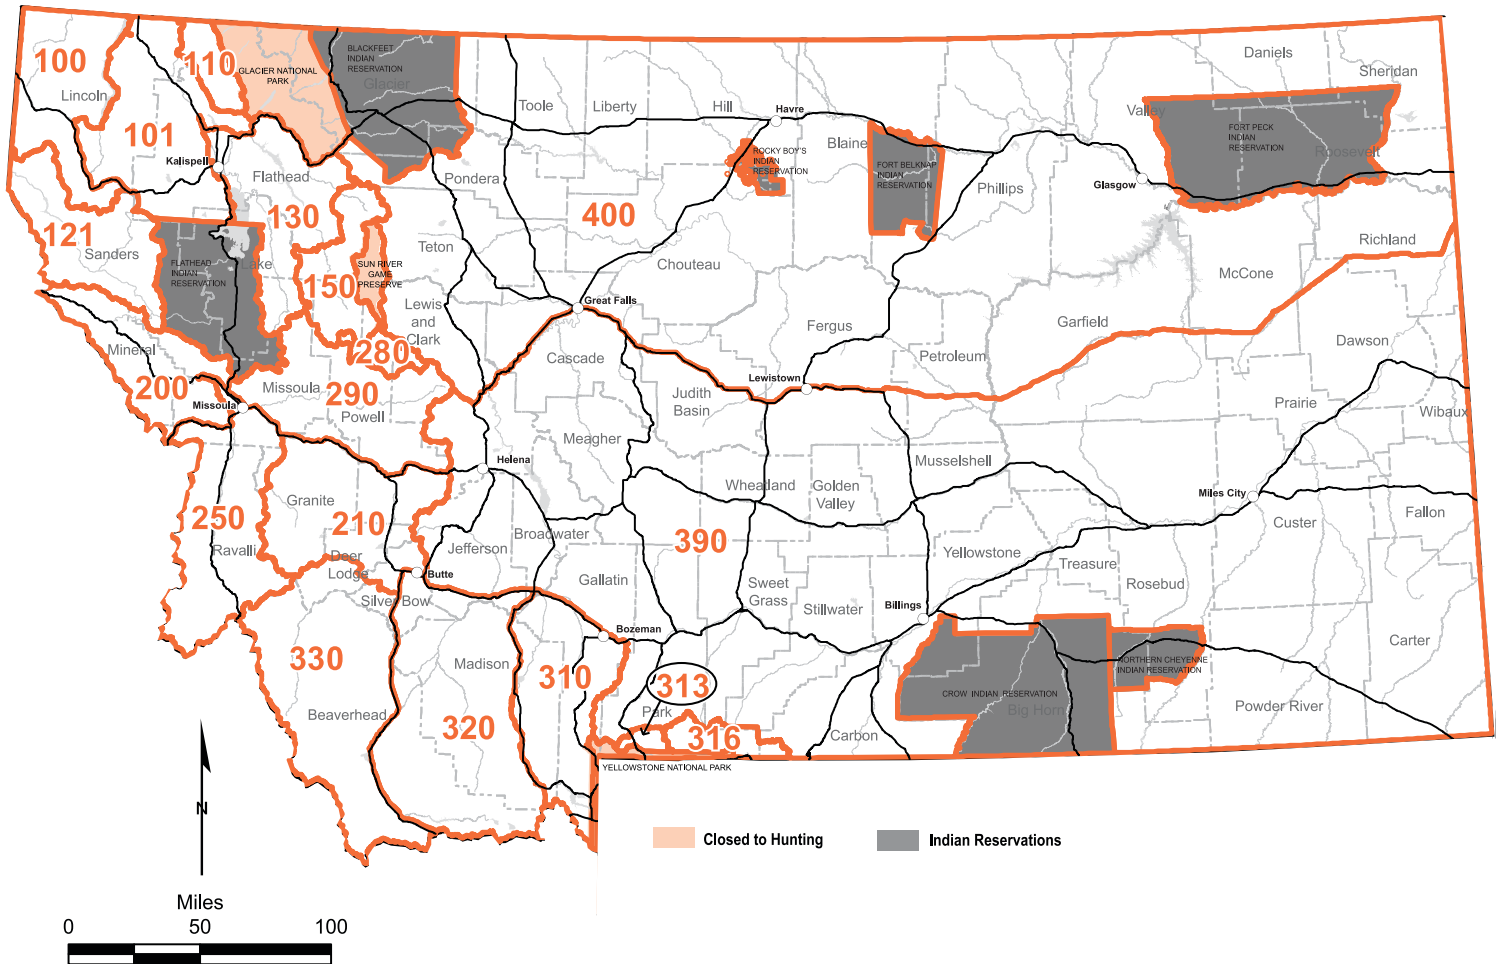 100
Lincoln
101
Kalispell
110
GLACIER NATIONAL
PARK
BLACKFEET
INDIAN
RESERVATION
Glacier
Toole
Liberty
Hill
Havre
Blaine
ROCKY BOY'S
INDIAN
RESERVATION
FORT BELKNAP
INDIAN
RESERVATION
Phillips
Valley
Daniels
Sheridan
FORT PECK
INDIAN
RESERVATION
Roosevelt
Glasgow
Flathead
130
Pondera
400
121
Sanders
FLATHEAD
INDIAN
RESERVATION
Lake
150
SUN RIVER
GAME
PRESERVE
Teton
Chouteau
Richland
McCone
Lewis
and
Clark
Great Falls
Fergus
Garfield
Dawson
Mineral
280
Cascade
Petroleum
200
Missoula
290
Powell
Missoula
Lewistown
Judith
Basin
Prairie
Wibaux
Meagher
Helena
Musselshell
Wheatland
Golden
Valley
Miles City
Custer
Fallon
Granite
250
210
Ravalli
Deer
Lodge
Butte
Silver Bow
Jefferson
Broadwater
390
Gallatin
Sweet
Grass
Stillwater
Yellowstone
Treasure
Rosebud
Billings
Bozeman
330
Madison
310
313
Park
316
Beaverhead
320
Carbon
CROW INDIAN RESERVATION
Big Horn
NORTHERN CHEYENNE
INDIAN RESERVATION
Carter
Powder River
YELLOWSTONE NATIONAL PARK
N
Closed to Hunting
Indian Reservations
Miles
0 50 100